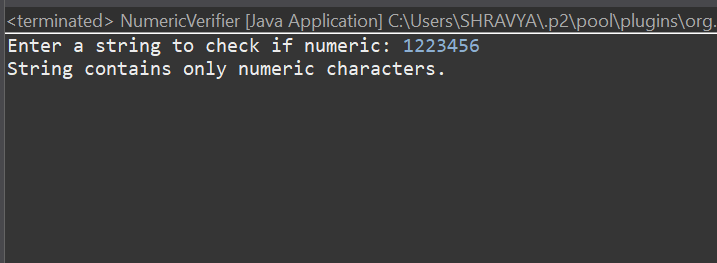 <terminated> NumericVerifier [Java Application] C:\Users\SHRAVYA\.p2\pool\plugins\org.
Enter a string to check if numeric: 1223456
String contains only numeric characters.